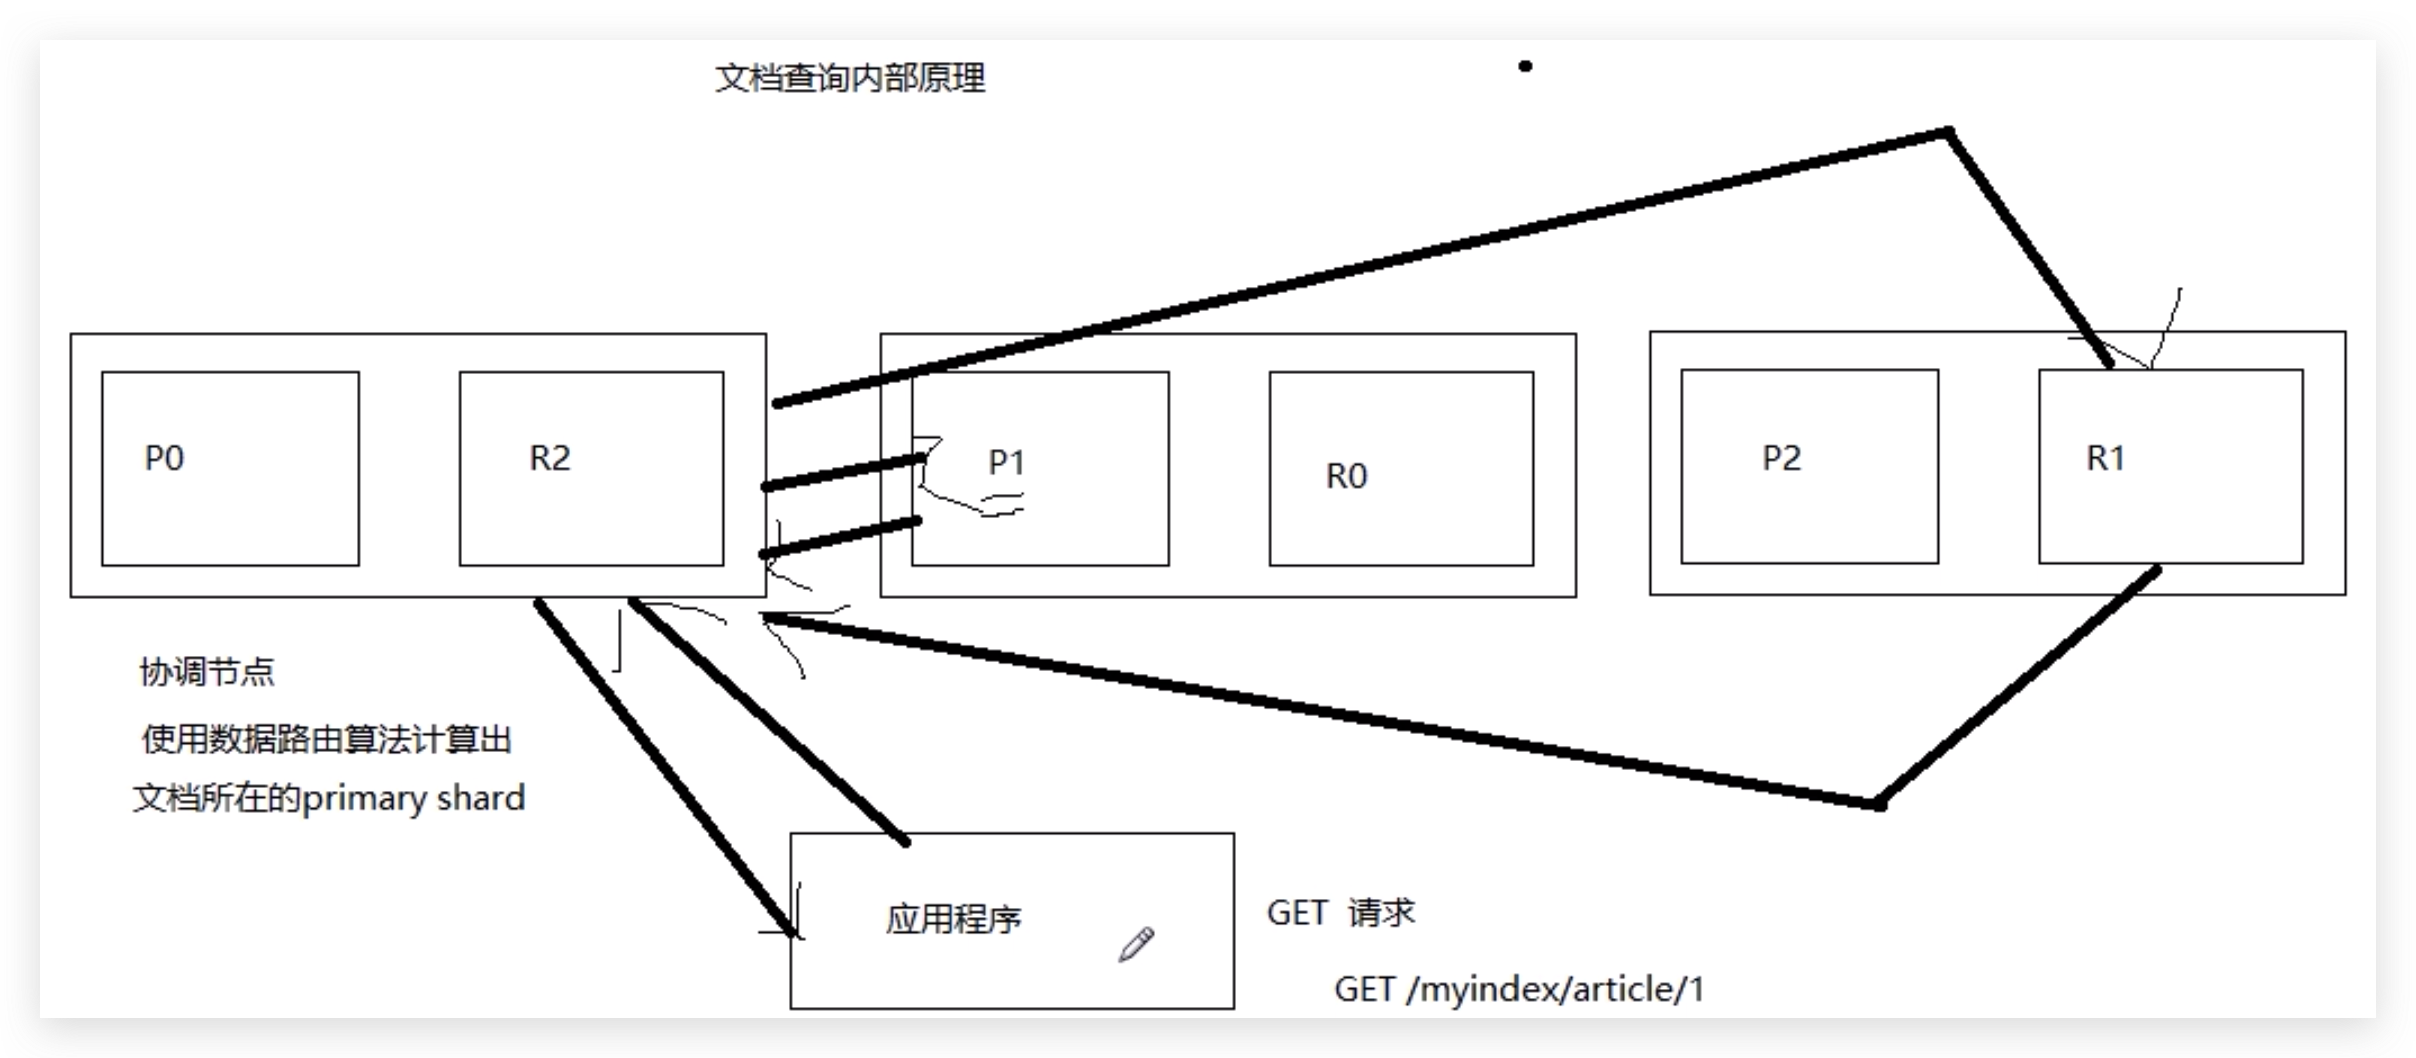 文档查询内部原理
P0
R2
P1
R0
P2
R1
协调节点
使用数据路由算法计算出
文档所在的primary shard
应用程序
GET 请求
GET /myindex/article/1